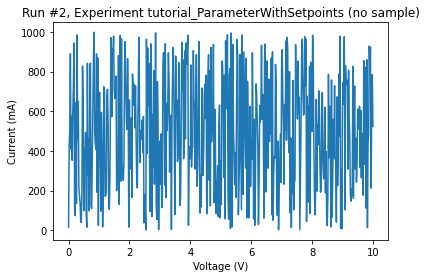 Run #2, Experiment tutorial_ParameterWithSetpoints (no sample)
1000
800
600
400
200
0
Current (mA)
0 2 4 6 8 10
Voltage (V)